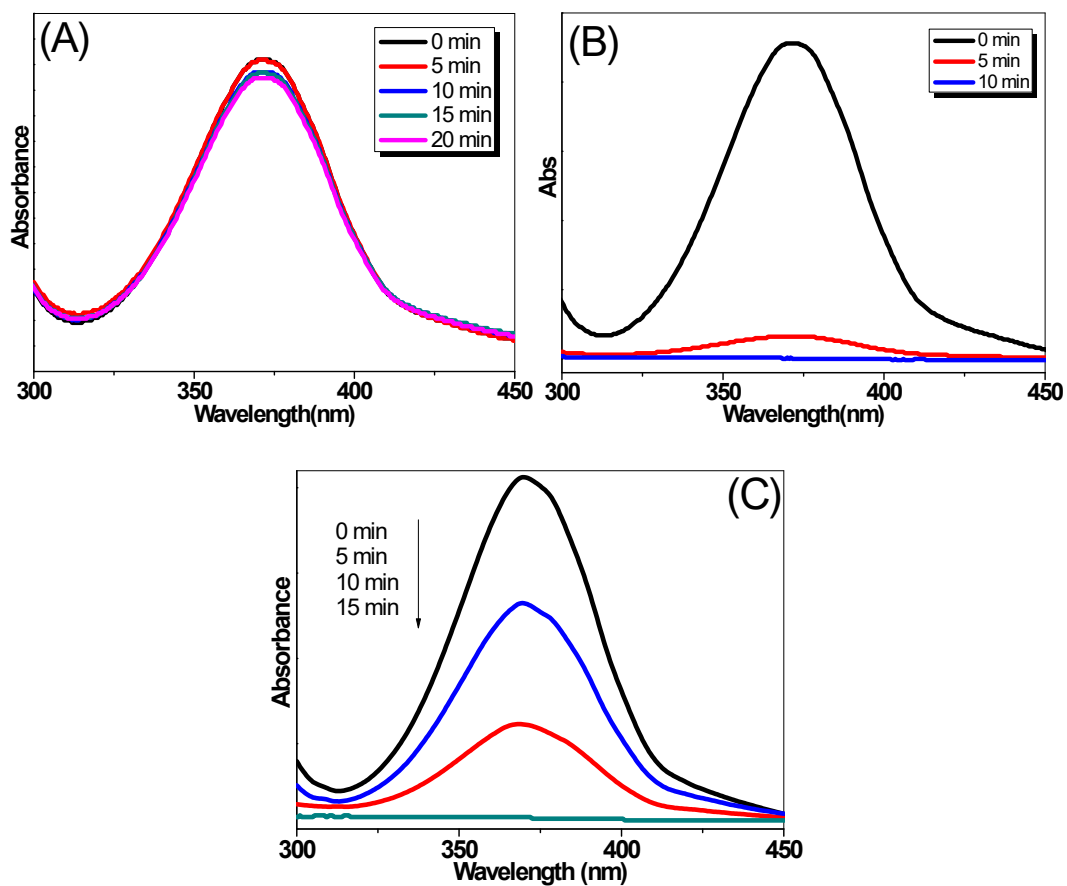 (A)
0 min
5 min
10 min
15 min
20 min
Absorbance
300 350 400 450
Wavelength(nm)
(B)
0 min
5 min
10 min
Abs
300 350 400 450
Wavelength(nm)
(C)
0 min
5 min
10 min
15 min
Absorbance
300 350 400 450
Wavelength (nm)